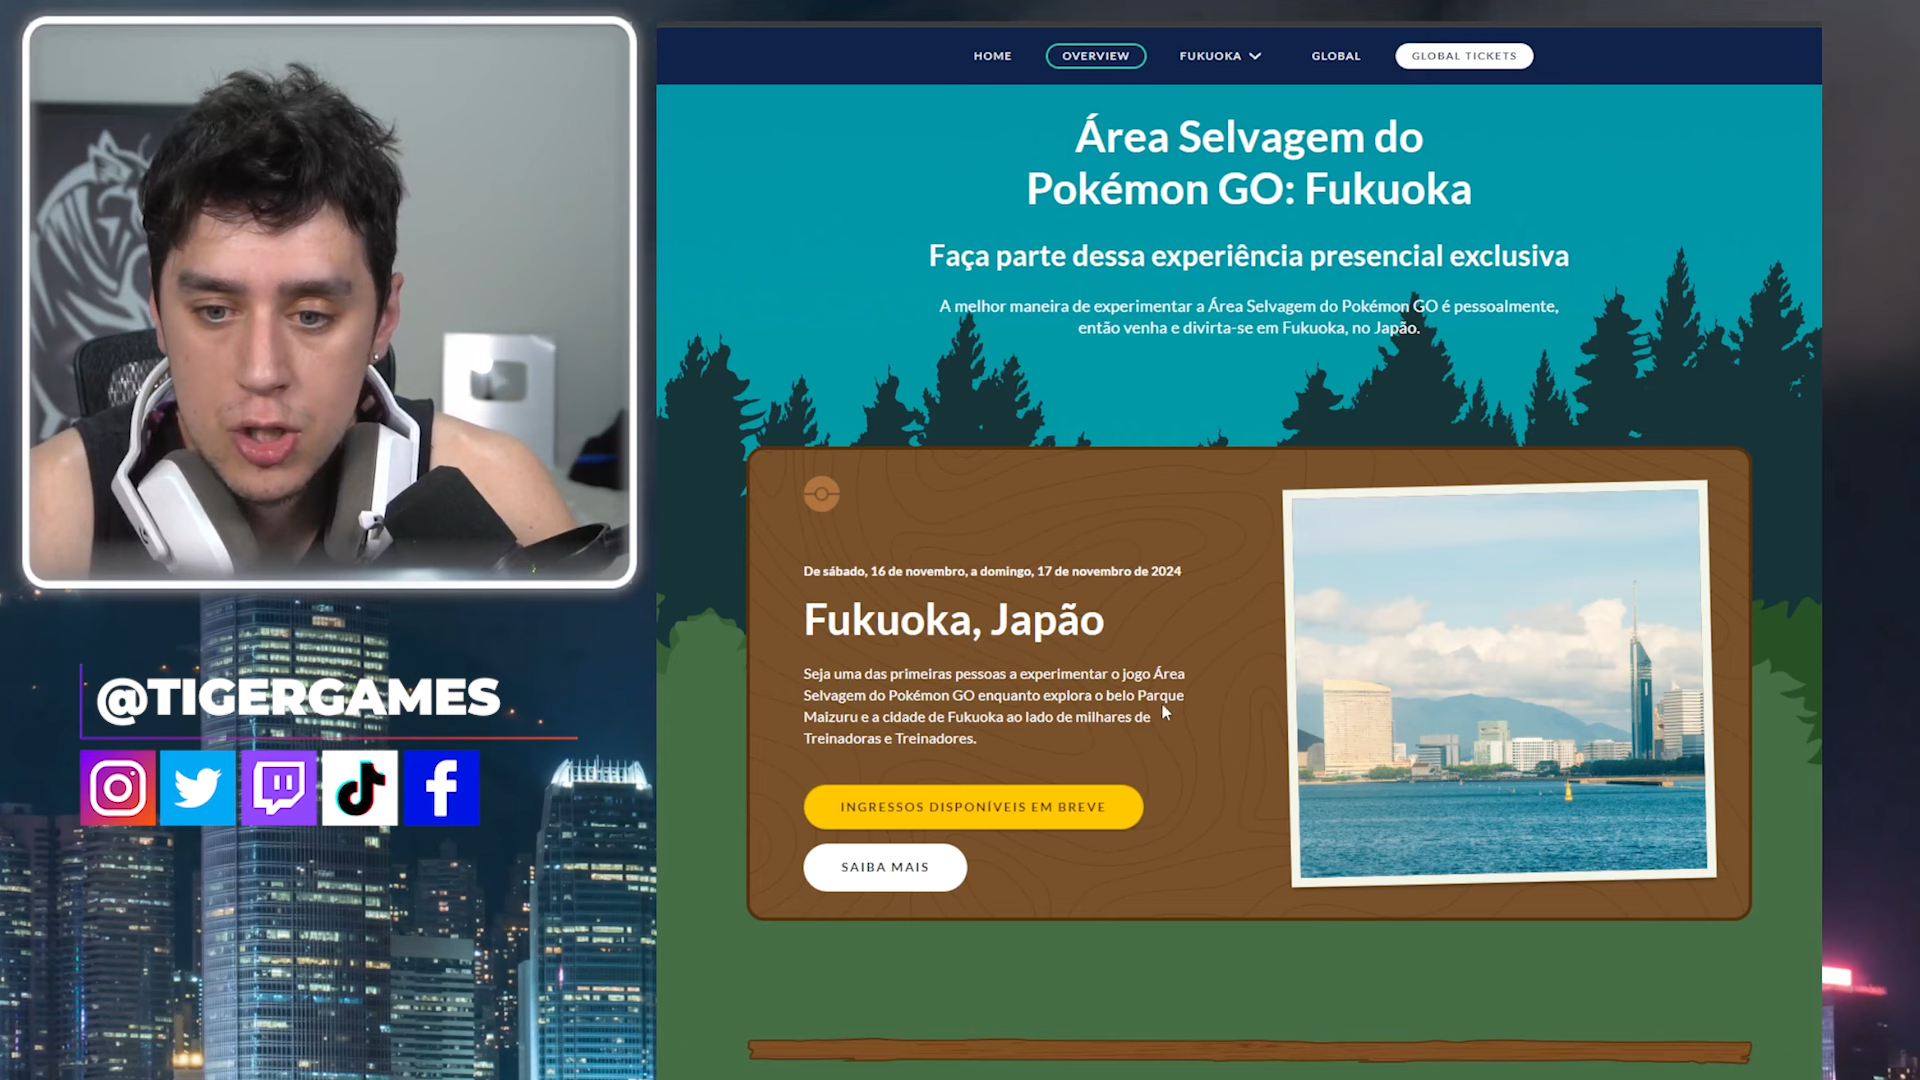 HOME
OVERVIEW
FUKUOKA
GLOBAL
GLOBAL TICKETS
Área Selvagem do
Pokémon GO: Fukuoka
Faça parte dessa experiência presencial exclusiva
A melhor maneira de experimentar a Área Selvagem do Pokémon GO é pessoalmente,
então venha e divirta-se em Fukuoka, no Japão.
De sábado, 16 de novembro, a domingo, 17 de novembro de 2024
Fukuoka, Japão
Seja uma das primeiras pessoas a experimentar o jogo Área
Selvagem do Pokémon GO enquanto explora o belo Parque
Maizuru e a cidade de Fukuoka ao lado de milhares de
Treinadoras e Treinadores.
INGRESSOS DISPONÍVEIS EM BREVE
SAIBA MAIS
@TIGERGAMES